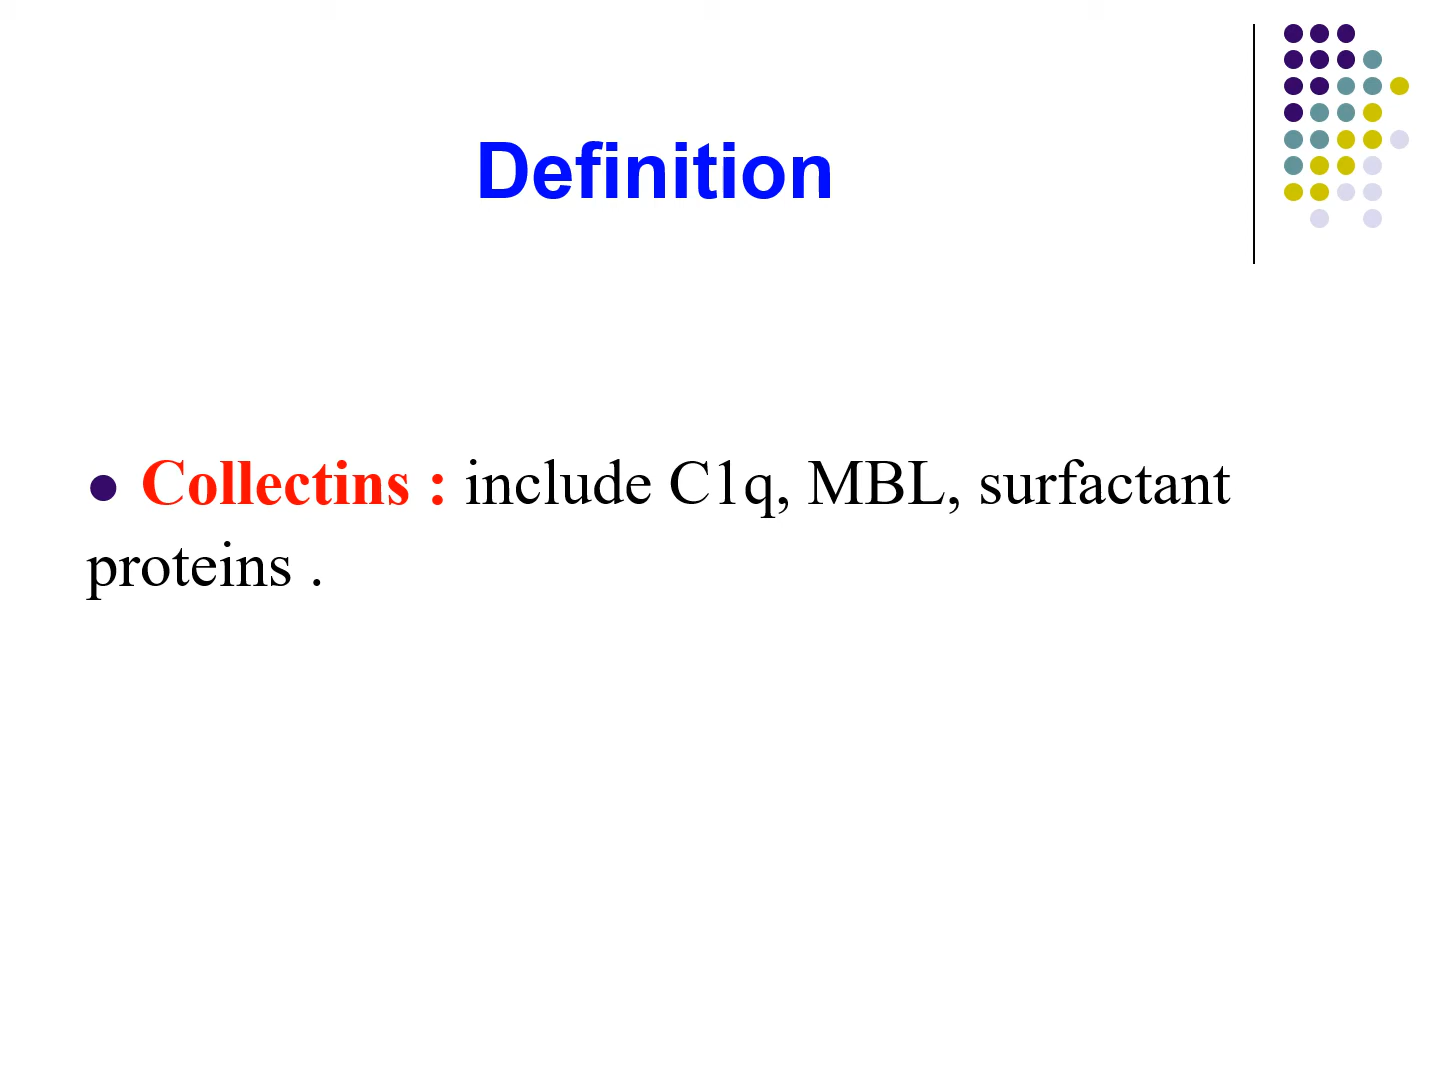 Definition
● Collectins : include C1q, MBL, surfactant
proteins .